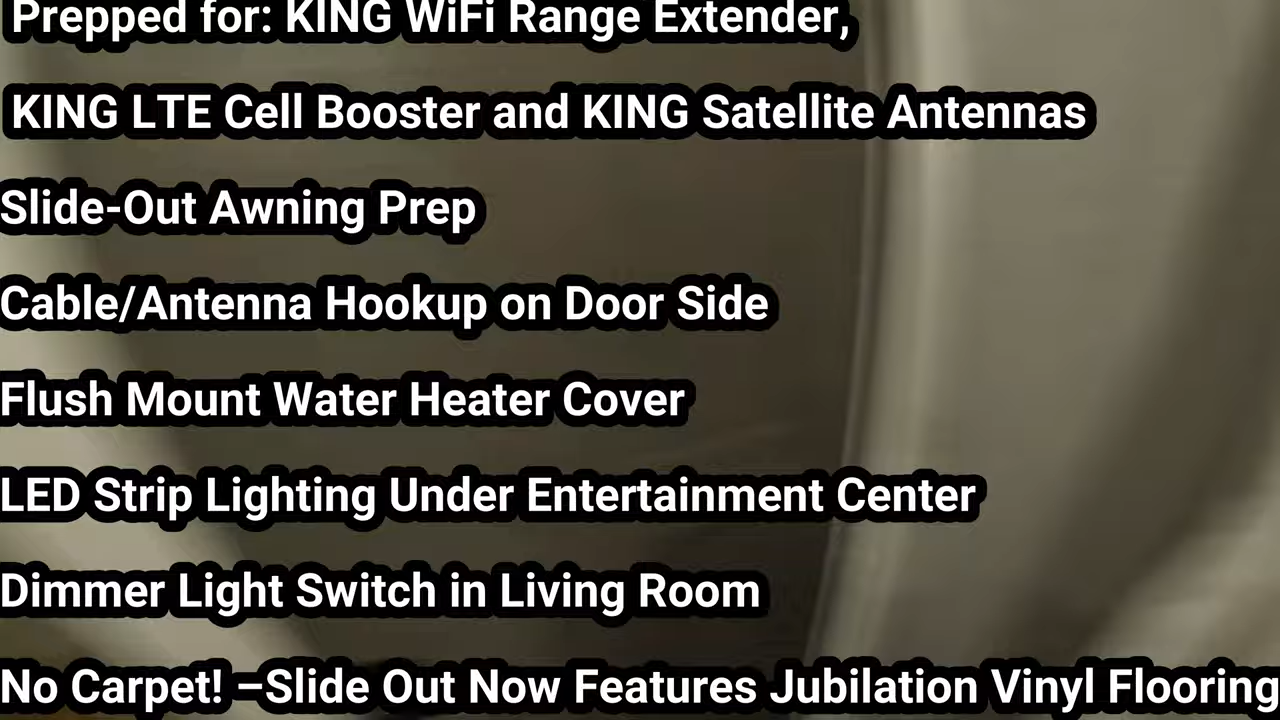 Prepped for: KING WiFi Range Extender,
KING LTE Cell Booster and KING Satellite Antennas
Slide-Out Awning Prep
Cable/Antenna Hookup on Door Side
Flush Mount Water Heater Cover
LED Strip Lighting Under Entertainment Center
Dimmer Light Switch in Living Room
No Carpet! –Slide Out Now Features Jubilation Vinyl Flooring